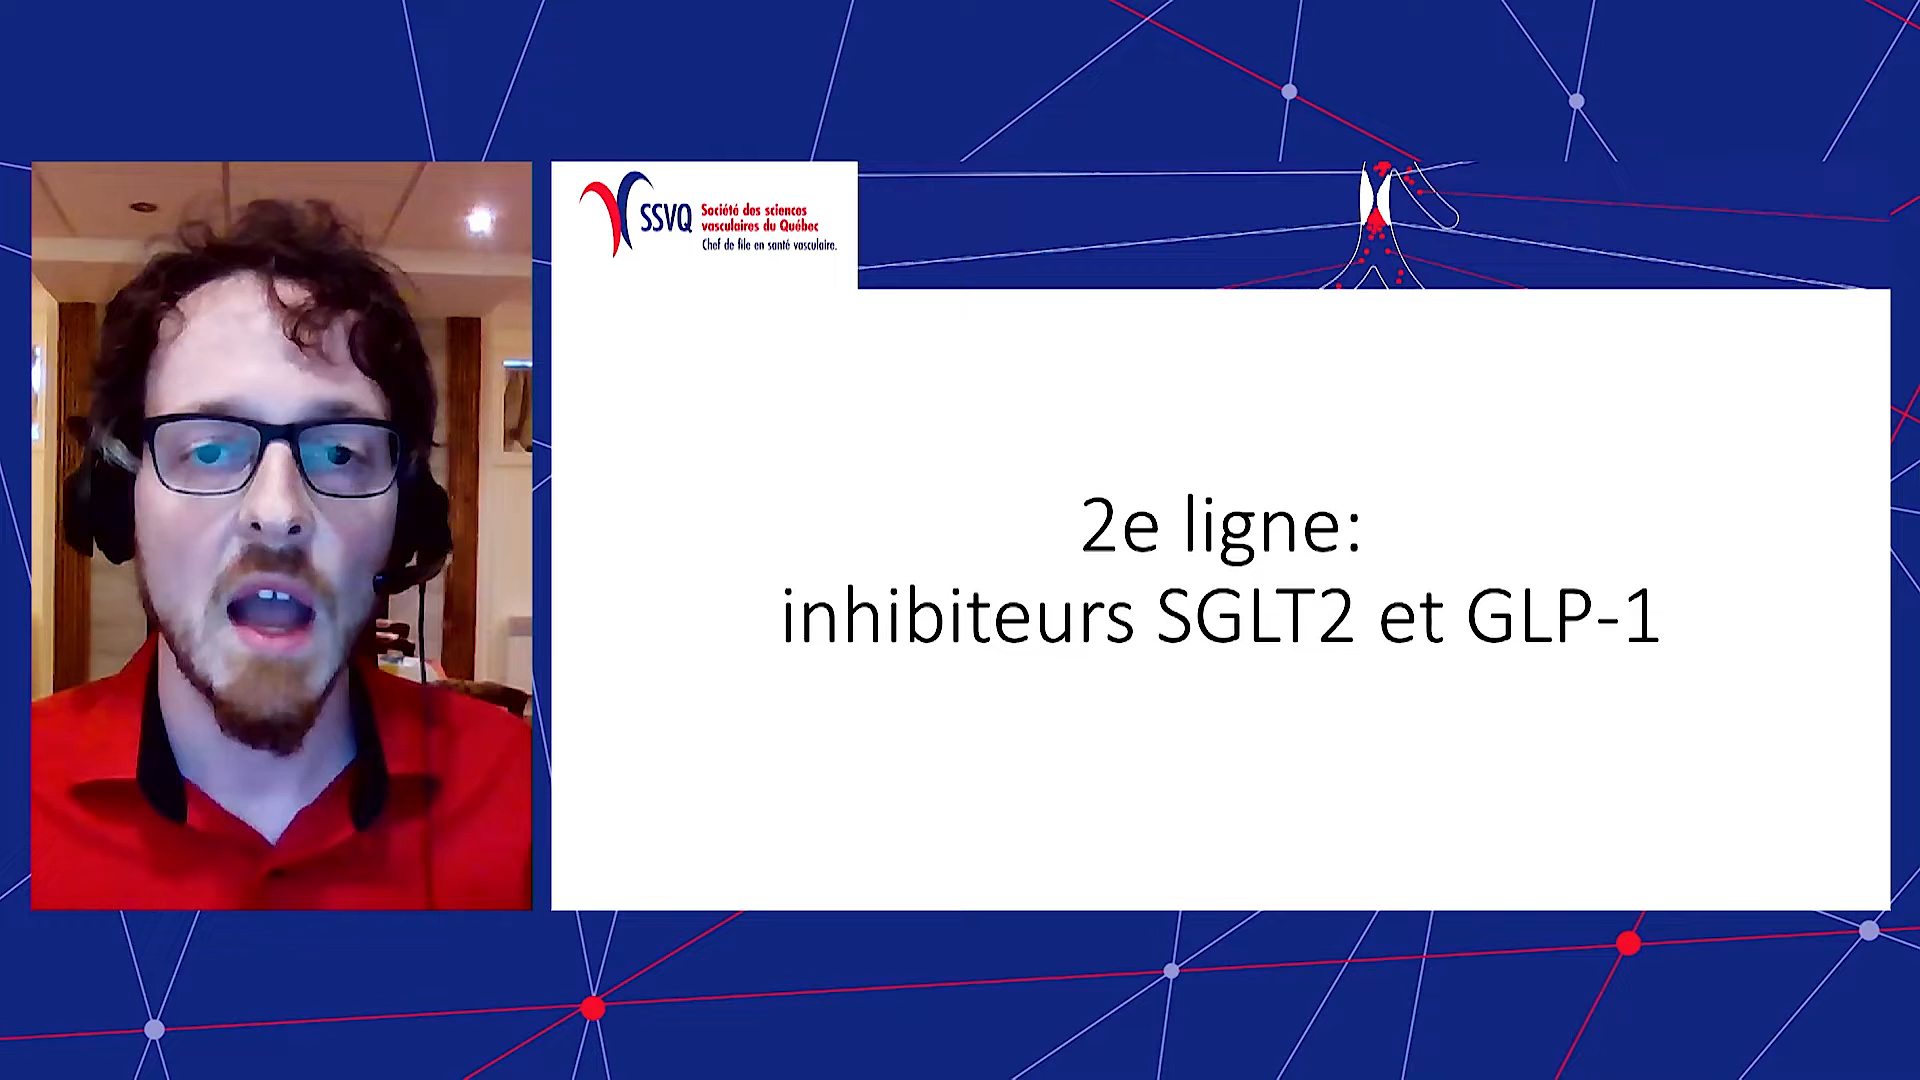 SSVQ
Société des sciences
vasculaires du Québec
Chef de file en santé vasculaire.
2e ligne:
inhibiteurs SGLT2 et GLP-1